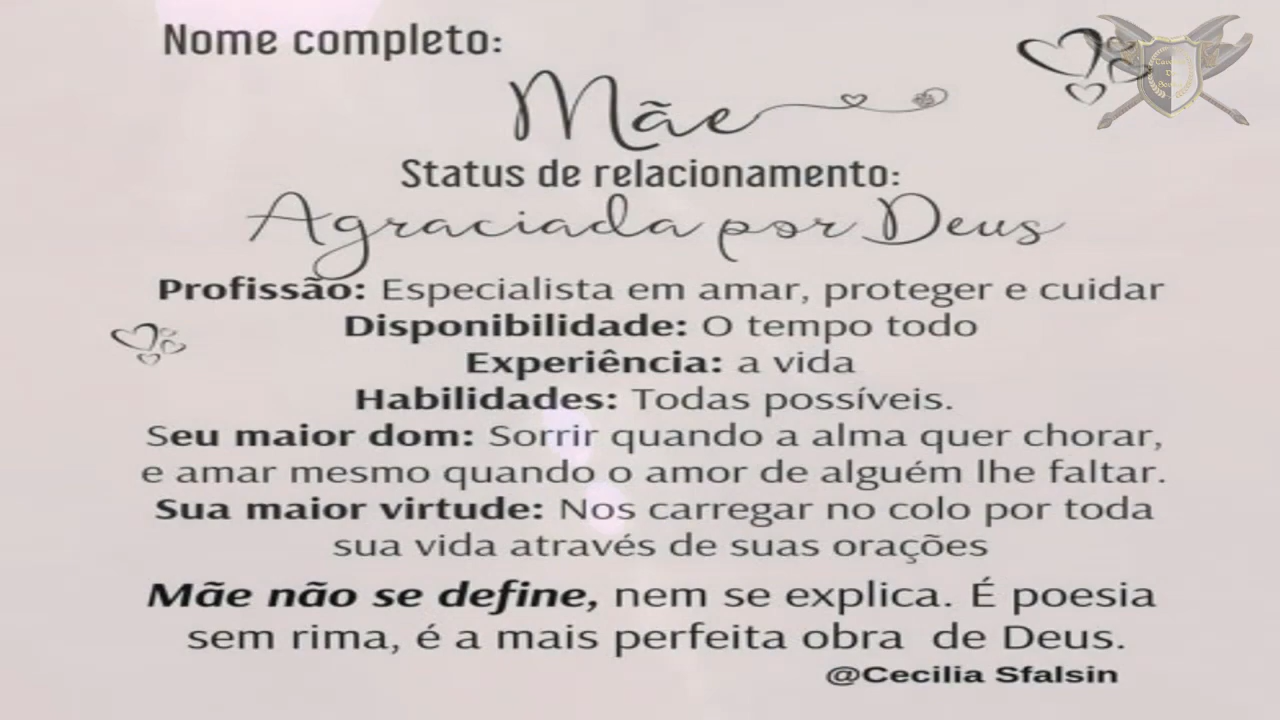 Nome completo:
Mãe
Status de relacionamento:
Agraciada por Deus
Profissão: Especialista em amar, proteger e cuidar
Disponibilidade: O tempo todo
Experiência: a vida
Habilidades: Todas possíveis.
Seu maior dom: Sorrir quando a alma quer chorar,
e amar mesmo quando o amor de alguém lhe faltar.
Sua maior virtude: Nos carregar no colo por toda
sua vida através de suas orações
Mãe não se define, nem se explica. É poesia
sem rima, é a mais perfeita obra de Deus.
@Cecilia Sfalsin